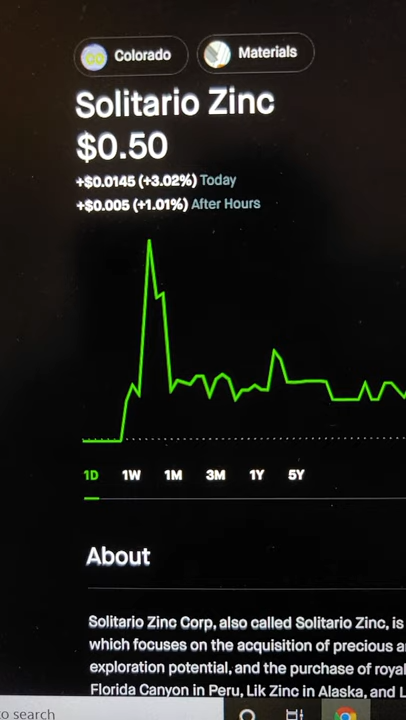 Colorado
Materials
Solitario Zinc
$0.50
+$0.0145 (+3.02%) Today
+$0.005 (+1.01%) After Hours
1D 1W 1M 3M 1Y 5Y
About
Solitario Zinc Corp, also called Solitario Zinc, is
which focuses on the acquisition of precious a
exploration potential, and the purchase of royal
Florida Canyon in Peru, Lik Zinc in Alaska, and L
o search